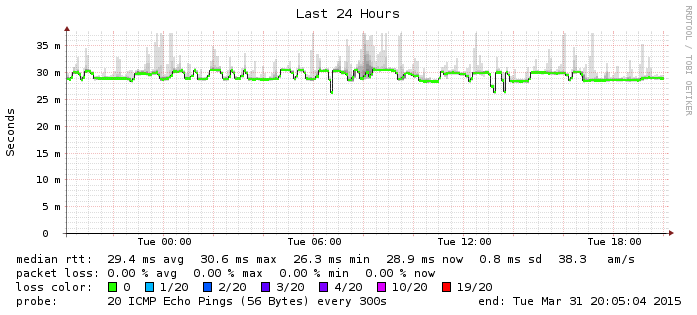 Last 24 Hours
RRDTOOL / TOBI OETIKER
Seconds
35 m
30 m
25 m
20 m
15 m
10 m
5 m
0
Tue 00:00 Tue 06:00 Tue 12:00 Tue 18:00
median rtt: 29.4 ms avg 30.6 ms max 26.3 ms min 28.9 ms now 0.8 ms sd 38.3 am/s
packet loss: 0.00 % avg 0.00 % max 0.00 % min 0.00 % now
loss color: 0 1/20 2/20 3/20 4/20 10/20 19/20
probe: 20 ICMP Echo Pings (56 Bytes) every 300s end: Tue Mar 31 20:05:04 2015